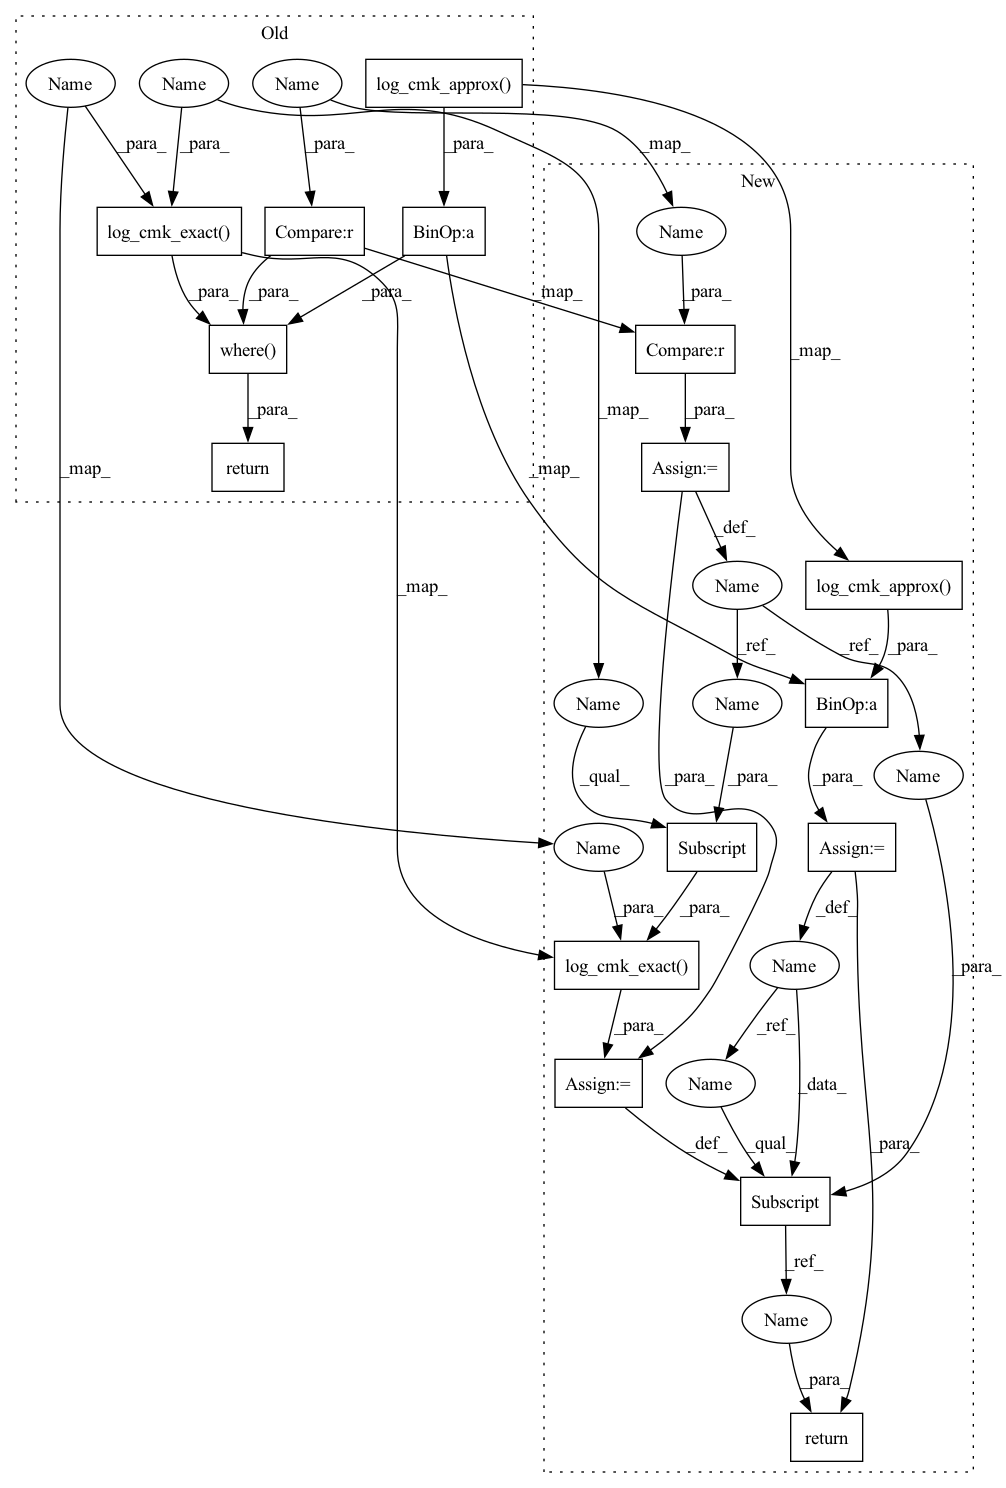 Old
Name
Name
Name
log_cmk_approx()
_para_
_para_
_para_
_para_
_map_
New
log_cmk_exact()
Compare:r
BinOp:a
Name
_para_
_para_
_para_
_map_
_para_
where()
Compare:r
_map_
_para_
_map_
_para_
return
_map_
_map_
Assign:=
_def_
_map_
Name
log_cmk_approx()
_ref_
_ref_
_para_
Name
Name
BinOp:a
_qual_
_para_
_para_
_para_
Name
Name
Subscript
Assign:=
_para_
_para_
_def_
log_cmk_exact()
Name
_para_
_para_
_ref_
Assign:=
Name
_data_
_def_
_qual_
_para_
Subscript
_ref_
Name
_para_
return